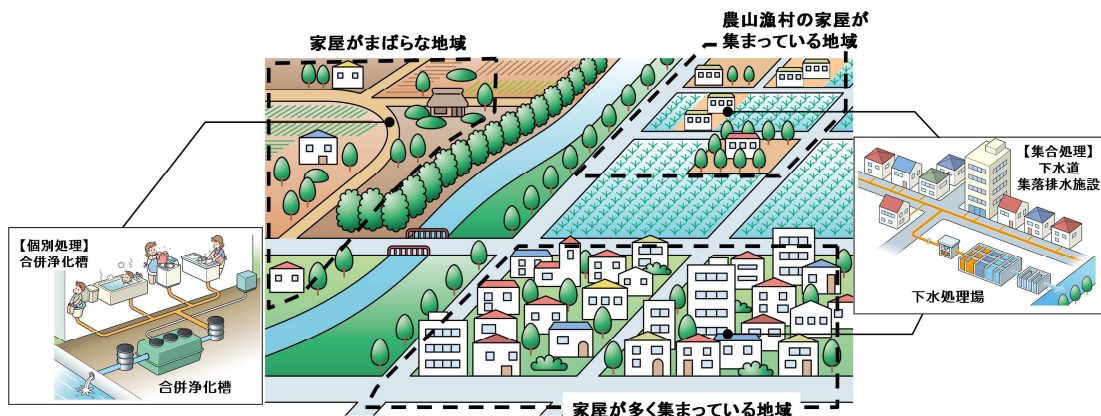 家屋がまばらな地域
農山漁村の家屋が
集まっている地域
【個別処理】
合併浄化槽
合併浄化槽
【集合処理】
下水道
集落排水施設
下水処理場
家屋が多く集まっている地域